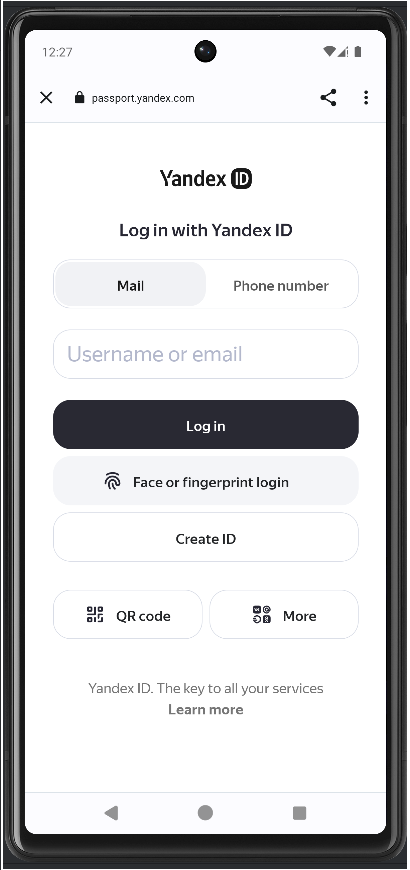 12:27
passport.yandex.com
Yandex ID
Log in with Yandex ID
Mail
Phone number
Username or email
Log in
Face or fingerprint login
Create ID
QR code
More
Yandex ID. The key to all your services
Learn more